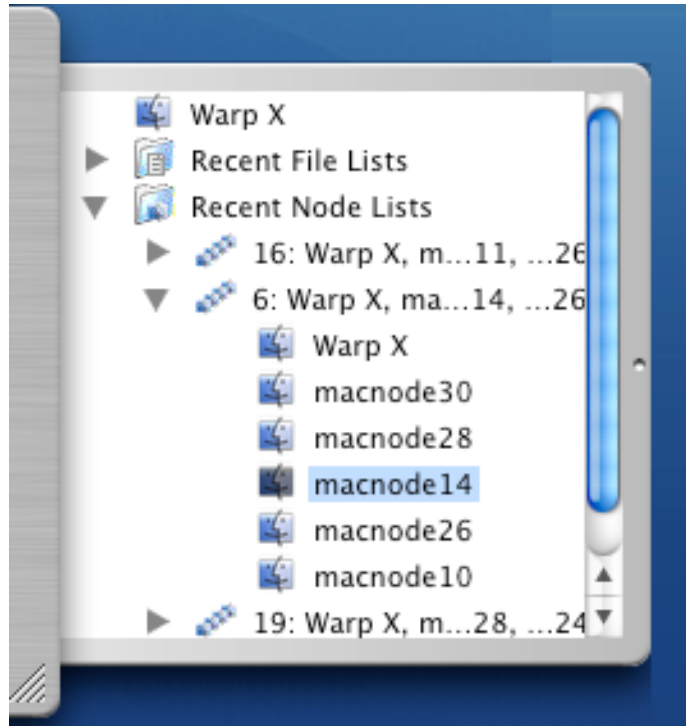 Warp X
Recent File Lists
Recent Node Lists
16: Warp X, m...11, ...26
6: Warp X, ma...14, ...26
Warp X
macnode30
macnode28
macnode14
macnode26
macnode10
19: Warp X, m...28, ...24